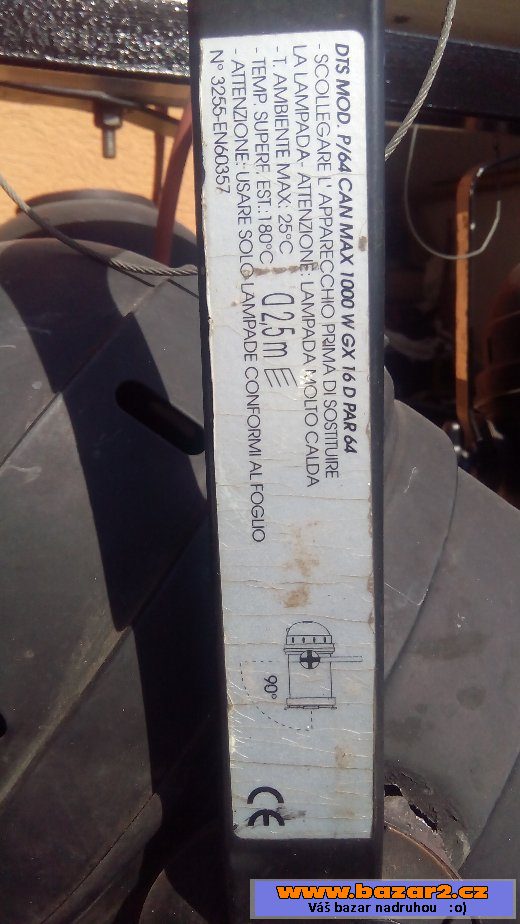 DTS MOD. P/64 CAN MAX 1000 W GX 16 D PAR 64
- SCOLLEGARE L' APPARECCHIO PRIMA DI SOSTITUIRE
LA LAMPADA- ATTENZIONE: LAMPADA MOLTO CALDA
- T. AMBIENTE MAX: 25°C
- TEMP. SUPERF. EST.:180°C
- ATTENZIONE: USARE SOLO LAMPADE CONFORMI AL FOGLIO
N° 3255-EN60357
2,5 m
90°
CE
www.bazar2.cz
Váš bazar nadruhou :o)